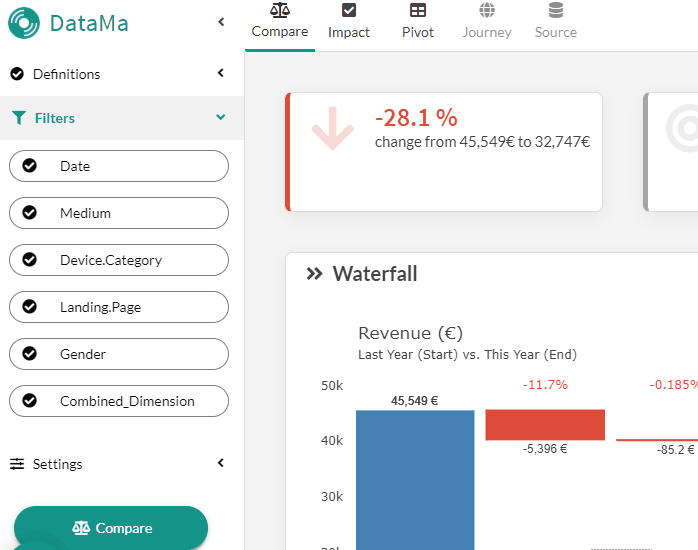 DataMa
Compare
Impact
Pivot
Journey
Source
Definitions
Filters
Date
Medium
Device.Category
Landing.Page
Gender
Combined_Dimension
Settings
Compare
-28.1 %
change from 45,549€ to 32,747€
Waterfall
Revenue (€)
Last Year (Start) vs. This Year (End)
50k
40k
30k
45,549 €
-11.7%
-5,396 €
-0.185%
-85.2 €